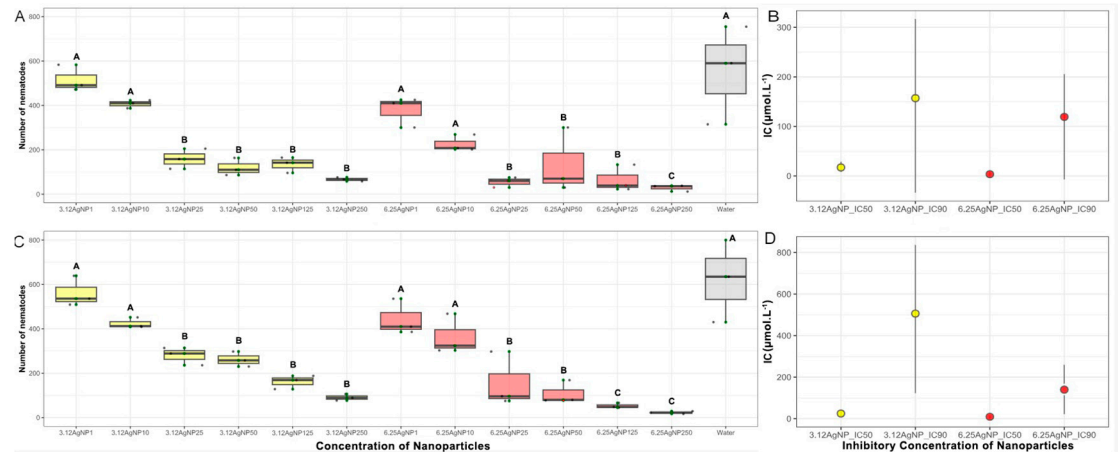 A
Number of nematodes
800
600
400
200
0
A A B B B B A A B B B C A
3.12AgNP1 3.12AgNP10 3.12AgNP25 3.12AgNP50 3.12AgNP125 3.12AgNP250 6.25AgNP1 6.25AgNP10 6.25AgNP25 6.25AgNP50 6.25AgNP125 6.25AgNP250 Water
B
IC (µmol.L-1)
300
200
100
0
3.12AgNP_IC50 3.12AgNP_IC90 6.25AgNP_IC50 6.25AgNP_IC90
C
Number of nematodes
800
600
400
200
0
A A B B B B A A B B C C A
3.12AgNP1 3.12AgNP10 3.12AgNP25 3.12AgNP50 3.12AgNP125 3.12AgNP250 6.25AgNP1 6.25AgNP10 6.25AgNP25 6.25AgNP50 6.25AgNP125 6.25AgNP250 Water
Concentration of Nanoparticles
D
IC (µmol.L-1)
800
600
400
200
0
3.12AgNP_IC50 3.12AgNP_IC90 6.25AgNP_IC50 6.25AgNP_IC90
Inhibitory Concentration of Nanoparticles